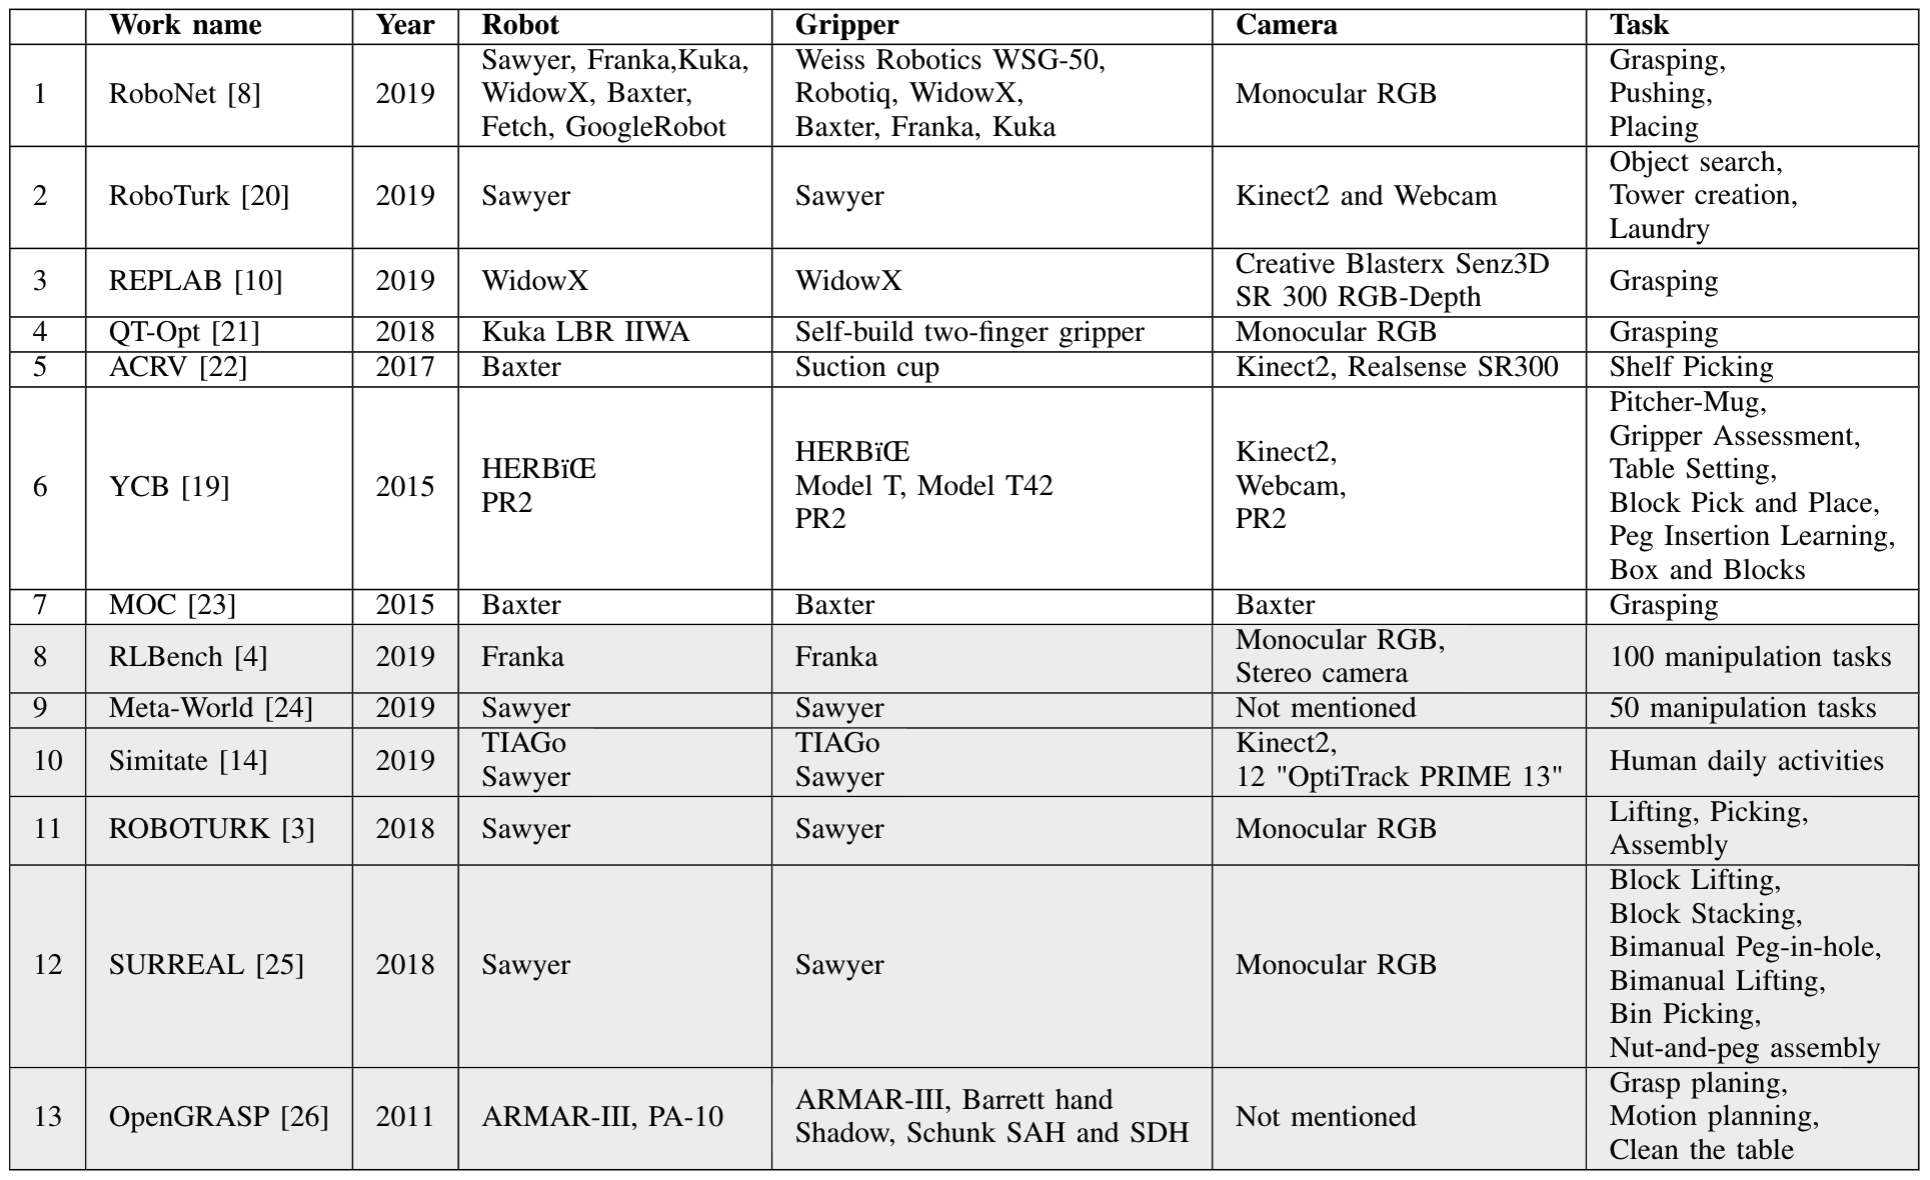 Work name Year Robot Gripper Camera Task
1 RoboNet [8] 2019 Sawyer, Franka,Kuka, WidowX, Baxter, Fetch, GoogleRobot Weiss Robotics WSG-50, Robotiq, WidowX, Baxter, Franka, Kuka Monocular RGB Grasping, Pushing, Placing
2 RoboTurk [20] 2019 Sawyer Sawyer Kinect2 and Webcam Object search, Tower creation, Laundry
3 REPLAB [10] 2019 WidowX WidowX Creative Blasterx Senz3D SR 300 RGB-Depth Grasping
4 QT-Opt [21] 2018 Kuka LBR IIWA Self-build two-finger gripper Monocular RGB Grasping
5 ACRV [22] 2017 Baxter Suction cup Kinect2, Realsense SR300 Shelf Picking
6 YCB [19] 2015 HERBïŒ PR2 HERBïŒ Model T, Model T42 PR2 Kinect2, Webcam, PR2 Pitcher-Mug, Gripper Assessment, Table Setting, Block Pick and Place, Peg Insertion Learning, Box and Blocks
7 MOC [23] 2015 Baxter Baxter Baxter Grasping
8 RLBench [4] 2019 Franka Franka Monocular RGB, Stereo camera 100 manipulation tasks
9 Meta-World [24] 2019 Sawyer Sawyer Not mentioned 50 manipulation tasks
10 Simitate [14] 2019 TIAGo Sawyer TIAGo Sawyer Kinect2, 12 "OptiTrack PRIME 13" Human daily activities
11 ROBOTURK [3] 2018 Sawyer Sawyer Monocular RGB Lifting, Picking, Assembly
12 SURREAL [25] 2018 Sawyer Sawyer Monocular RGB Block Lifting, Block Stacking, Bimanual Peg-in-hole, Bimanual Lifting, Bin Picking, Nut-and-peg assembly
13 OpenGRASP [26] 2011 ARMAR-III, PA-10 ARMAR-III, Barrett hand Shadow, Schunk SAH and SDH Not mentioned Grasp planing, Motion planning, Clean the table